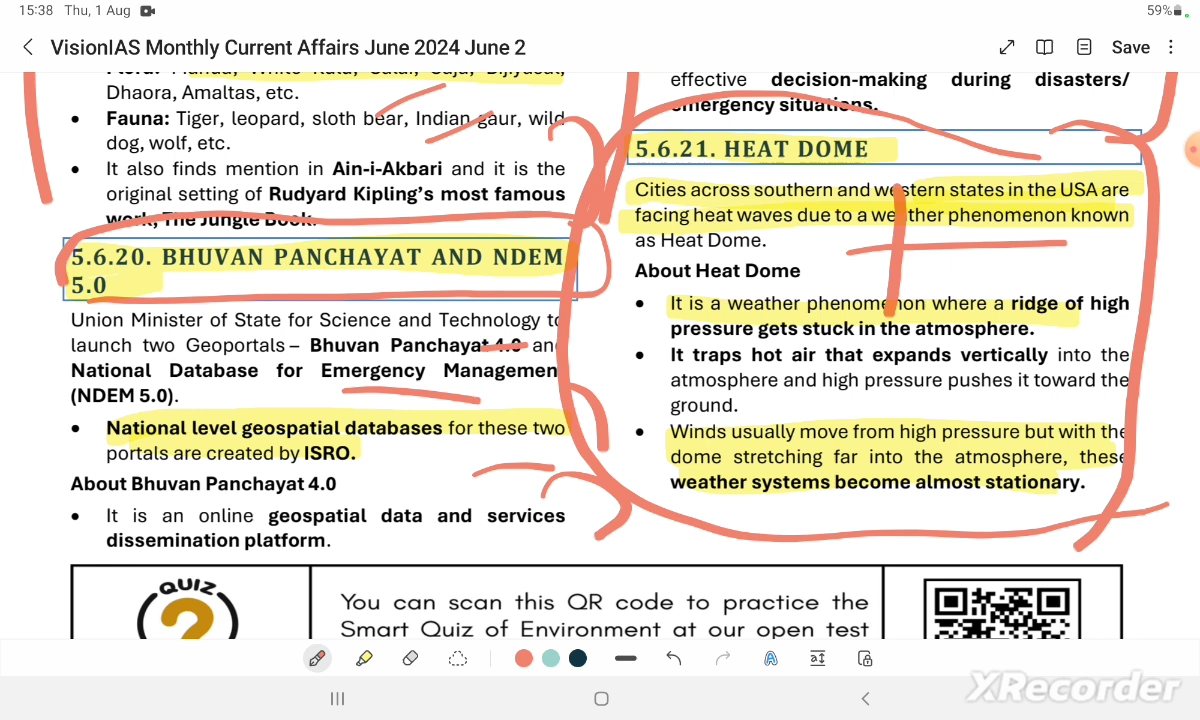 15:38 Thu, 1 Aug
59%
VisionIAS Monthly Current Affairs June 2024 June 2
Save
Dhaora, Amaltas, etc.
• Fauna: Tiger, leopard, sloth bear, Indian gaur, wild
dog, wolf, etc.
• It also finds mention in Ain-i-Akbari and it is the
original setting of Rudyard Kipling's most famous
work, The Jungle Book.
5.6.20. BHUVAN PANCHAYAT AND NDEM
5.0
Union Minister of State for Science and Technology to
launch two Geoportals – Bhuvan Panchayat 4.0 and
National Database for Emergency Management
(NDEM 5.0).
• National level geospatial databases for these two
portals are created by ISRO.
About Bhuvan Panchayat 4.0
• It is an online geospatial data and services
dissemination platform.
effective decision-making during disasters/
emergency situations.
5.6.21. HEAT DOME
Cities across southern and western states in the USA are
facing heat waves due to a weather phenomenon known
as Heat Dome.
About Heat Dome
• It is a weather phenomenon where a ridge of high
pressure gets stuck in the atmosphere.
• It traps hot air that expands vertically into the
atmosphere and high pressure pushes it toward the
ground.
• Winds usually move from high pressure but with the
dome stretching far into the atmosphere, these
weather systems become almost stationary.
QUIZ
?
You can scan this QR code to practice the
Smart Quiz of Environment at our open test
XRecorder